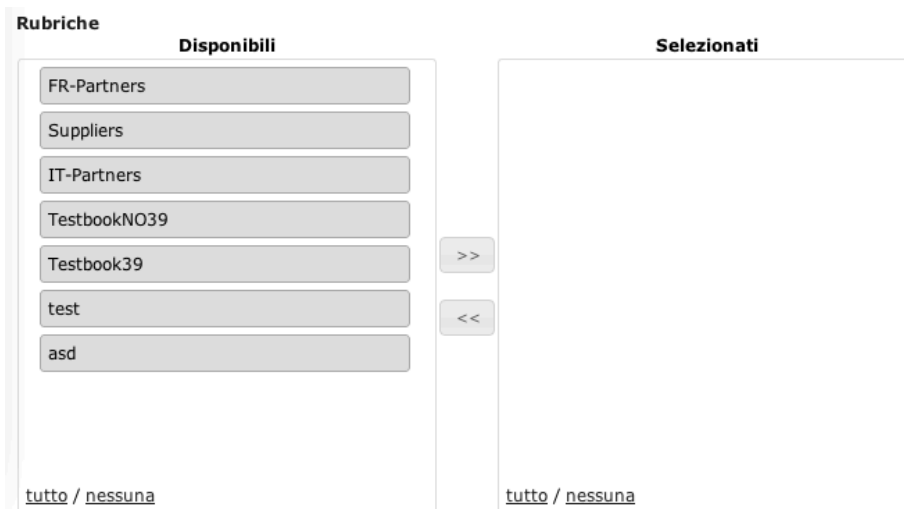 Rubriche
Disponibili
Selezionati
FR-Partners
Suppliers
IT-Partners
TestbookNO39
Testbook39
test
asd
>>
<<
tutto / nessuna
tutto / nessuna